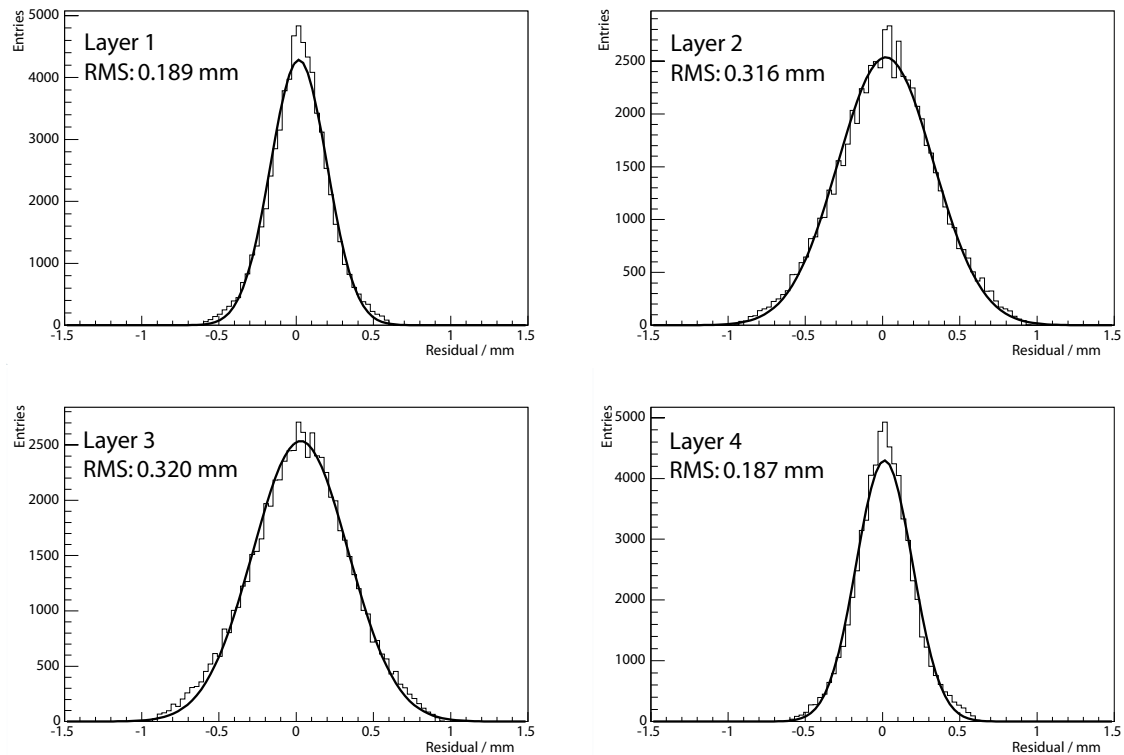 Entries
5000
4000
3000
2000
1000
0
Layer 1
RMS: 0.189 mm
-1.5 -1 -0.5 0 0.5 1 1.5
Residual / mm
Entries
2500
2000
1500
1000
500
0
Layer 2
RMS: 0.316 mm
-1.5 -1 -0.5 0 0.5 1 1.5
Residual / mm
Entries
2500
2000
1500
1000
500
0
Layer 3
RMS: 0.320 mm
-1.5 -1 -0.5 0 0.5 1 1.5
Residual / mm
Entries
5000
4000
3000
2000
1000
0
Layer 4
RMS: 0.187 mm
-1.5 -1 -0.5 0 0.5 1 1.5
Residual / mm